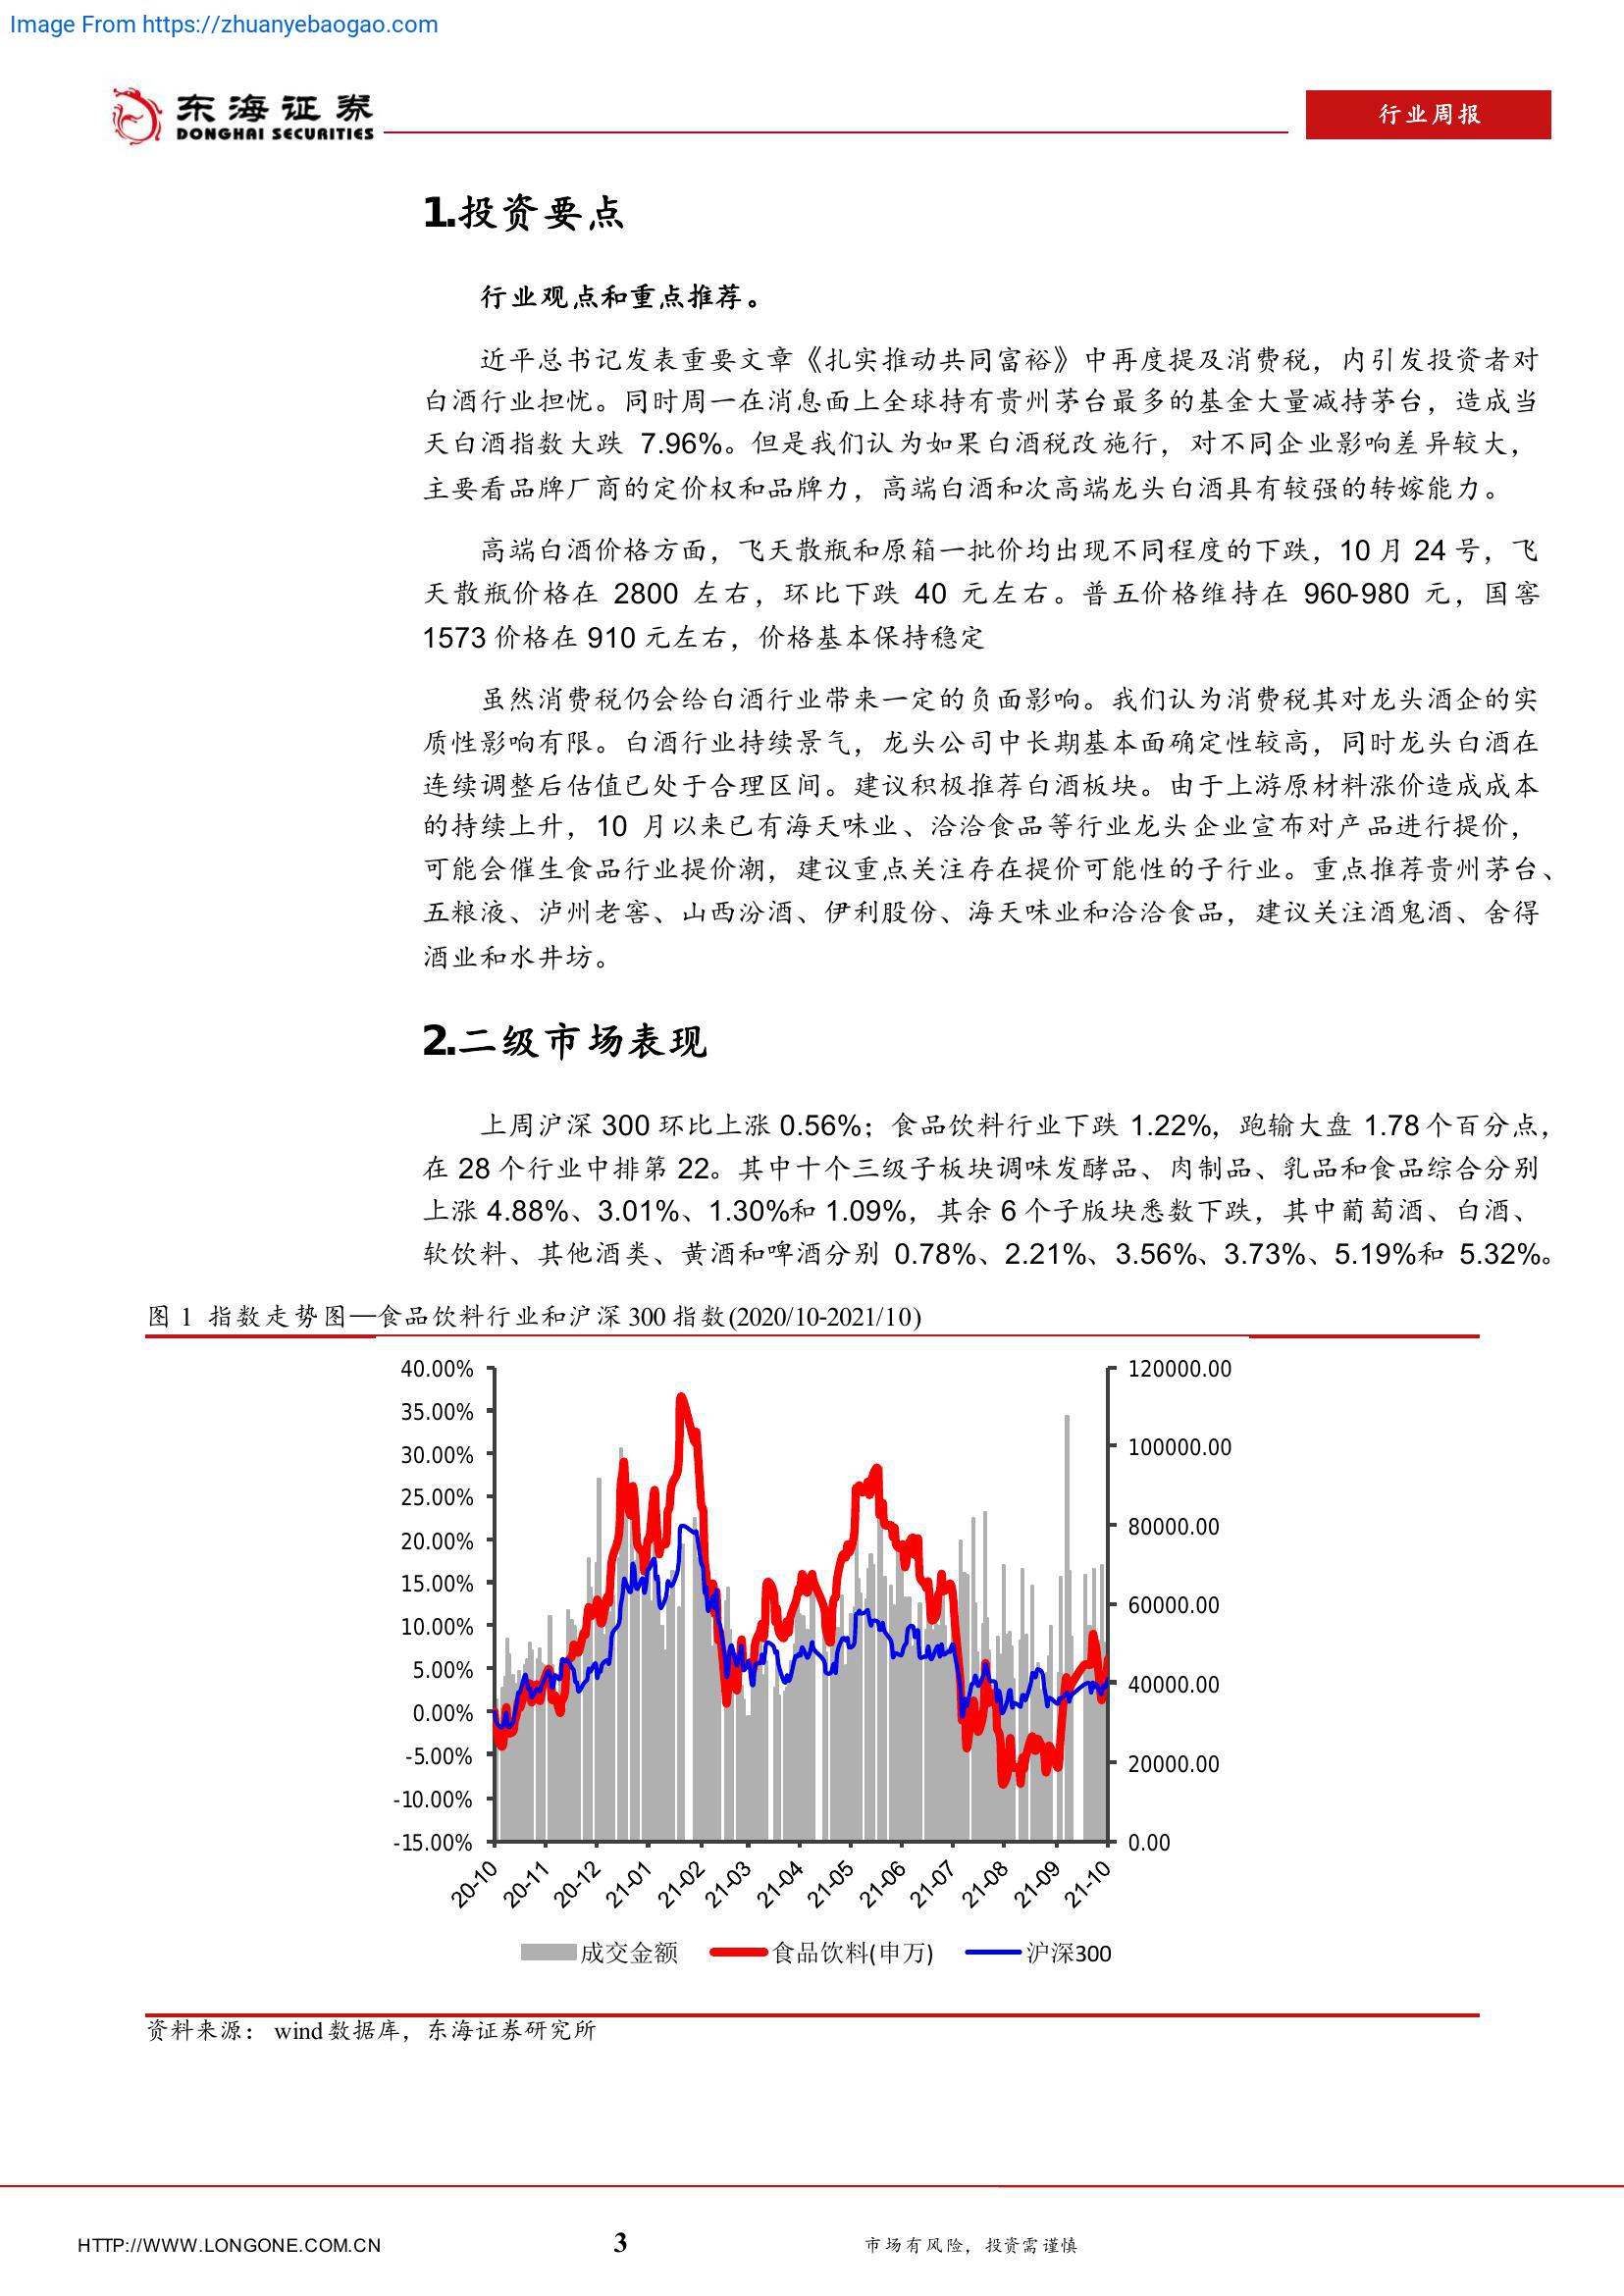 Image From https://zhuanyebaogao.com
东海证券
DONGHAI SECURITIES
行业周报
1.投资要点
行业观点和重点推荐。
近平总书记发表重要文章《扎实推动共同富裕》中再度提及消费税，内引发投资者对
白酒行业担忧。同时周一在消息面上全球持有贵州茅台最多的基金大量减持茅台，造成当
天白酒指数大跌 7.96%。但是我们认为如果白酒税改施行，对不同企业影响差异较大，
主要看品牌厂商的定价权和品牌力，高端白酒和次高端龙头白酒具有较强的转嫁能力。
高端白酒价格方面，飞天散瓶和原箱一批价均出现不同程度的下跌，10 月 24 号，飞
天散瓶价格在 2800 左右，环比下跌 40 元左右。普五价格维持在 960-980 元，国窖
1573 价格在 910 元左右，价格基本保持稳定
虽然消费税仍会给白酒行业带来一定的负面影响。我们认为消费税其对龙头酒企的实
质性影响有限。白酒行业持续景气，龙头公司中长期基本面确定性较高，同时龙头白酒在
连续调整后估值已处于合理区间。建议积极推荐白酒板块。由于上游原材料涨价造成成本
的持续上升，10 月以来已有海天味业、洽洽食品等行业龙头企业宣布对产品进行提价，
可能会催生食品行业提价潮，建议重点关注存在提价可能性的子行业。重点推荐贵州茅台、
五粮液、泸州老窖、山西汾酒、伊利股份、海天味业和洽洽食品，建议关注酒鬼酒、舍得
酒业和水井坊。
2.二级市场表现
上周沪深 300 环比上涨 0.56%；食品饮料行业下跌 1.22%，跑输大盘 1.78 个百分点，
在 28 个行业中排第 22。其中十个三级子板块调味发酵品、肉制品、乳品和食品综合分别
上涨 4.88%、3.01%、1.30%和 1.09%，其余 6 个子版块悉数下跌，其中葡萄酒、白酒、
软饮料、其他酒类、黄酒和啤酒分别 0.78%、2.21%、3.56%、3.73%、5.19%和 5.32%。
图 1 指数走势图—食品饮料行业和沪深 300 指数(2020/10-2021/10)
40.00%
35.00%
30.00%
25.00%
20.00%
15.00%
10.00%
5.00%
0.00%
-5.00%
-10.00%
-15.00%
120000.00
100000.00
80000.00
60000.00
40000.00
20000.00
0.00
20-10 20-11 20-12 21-01 21-02 21-03 21-04 21-05 21-06 21-07 21-08 21-09 21-10
成交金额 食品饮料(申万) 沪深300
资料来源： wind 数据库，东海证券研究所
HTTP://WWW.LONGONE.COM.CN 3 市场有风险，投资需谨慎